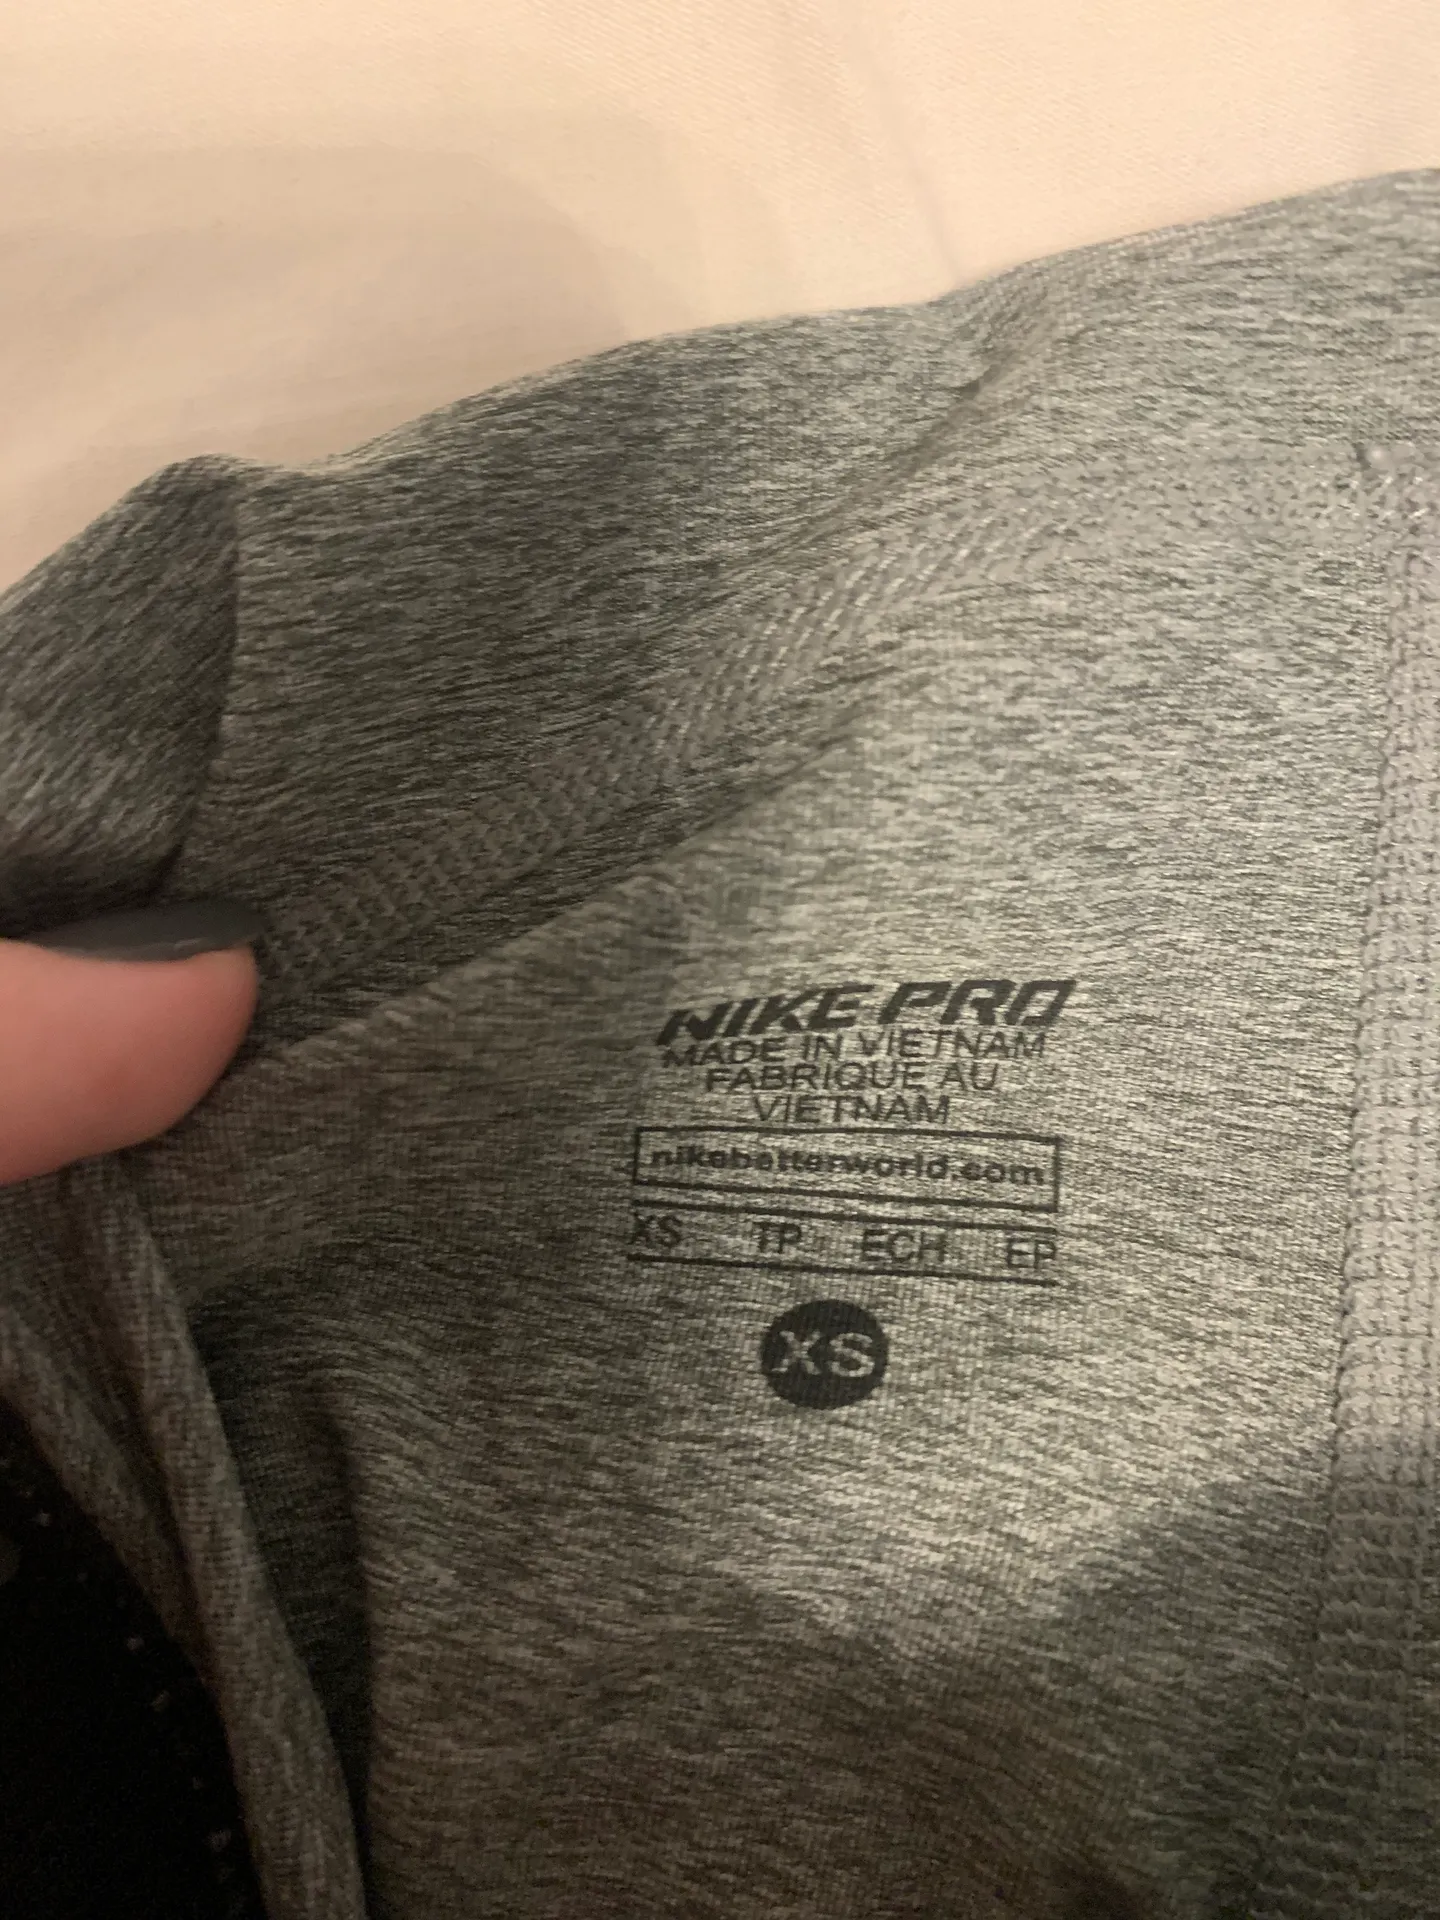 NIKE PRO
MADE IN VIETNAM
FABRIQUE AU
VIETNAM
nikebetterworld.com
XS TP ECH EP
XS